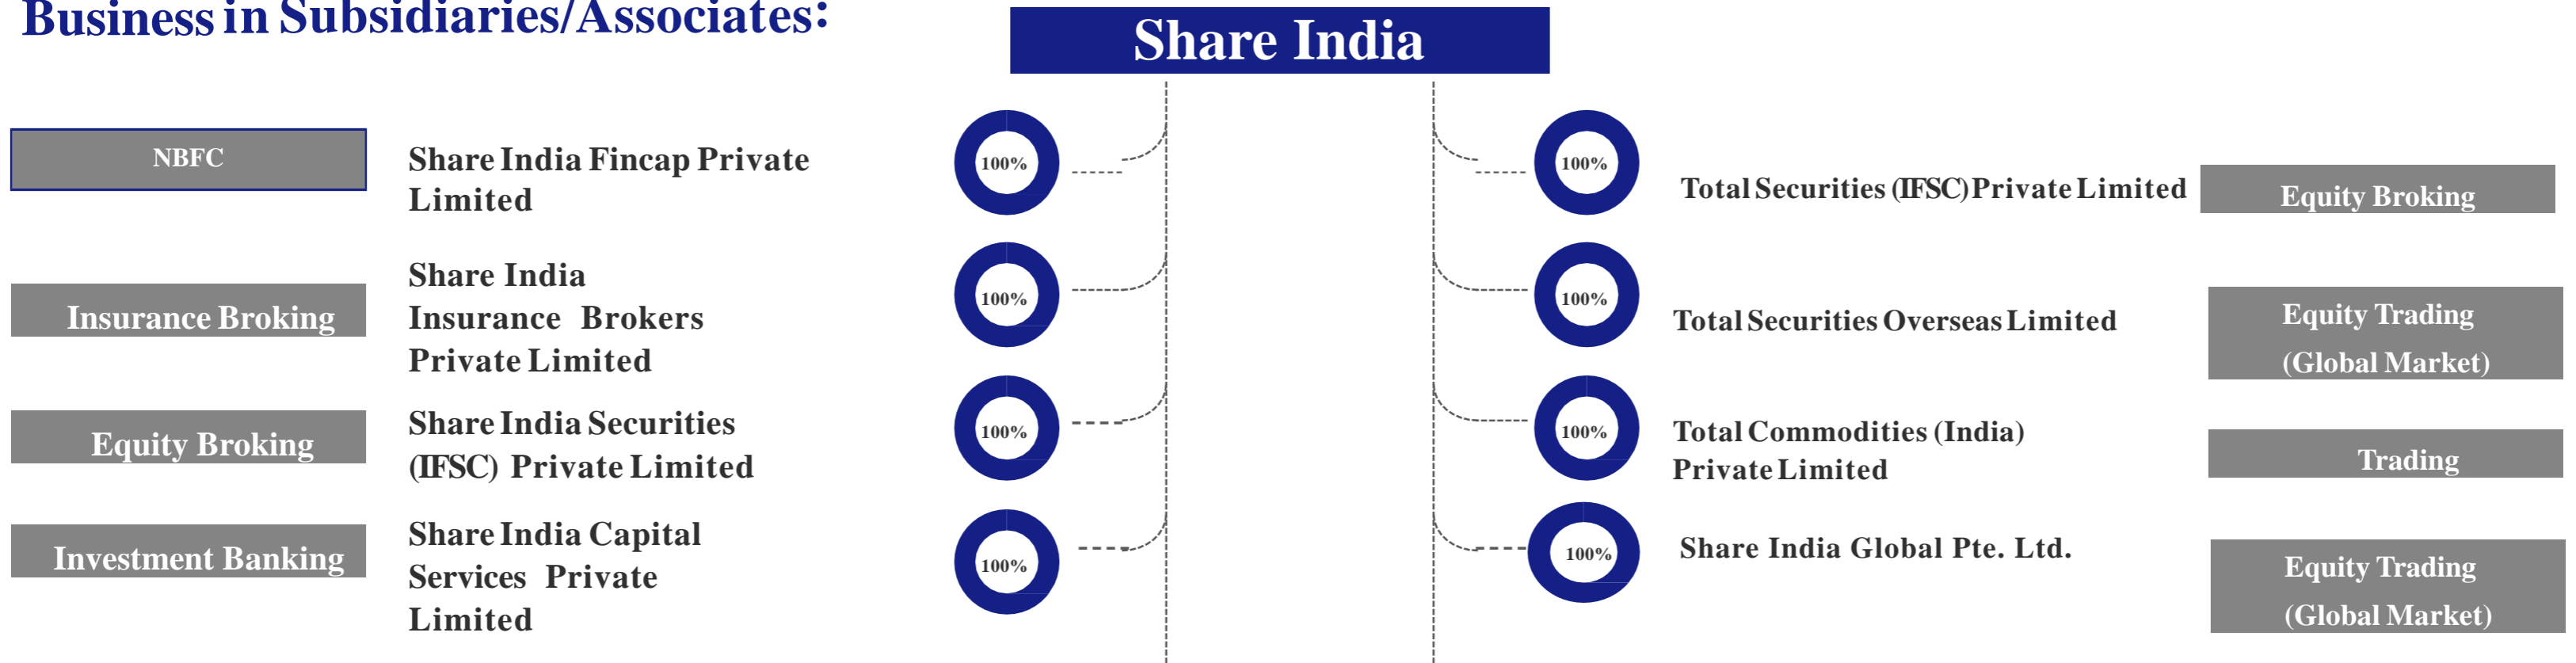 Business in Subsidiaries/Associates:
Share India
NBFC
Share India Fincap Private
Limited
100%
100%
Total Securities (IFSC) Private Limited
Equity Broking
Insurance Broking
Share India
Insurance Brokers
Private Limited
100%
100%
Total Securities Overseas Limited
Equity Trading
(Global Market)
Equity Broking
Share India Securities
(IFSC) Private Limited
100%
100%
Total Commodities (India)
Private Limited
Trading
Investment Banking
Share India Capital
Services Private
Limited
100%
100%
Share India Global Pte. Ltd.
Equity Trading
(Global Market)